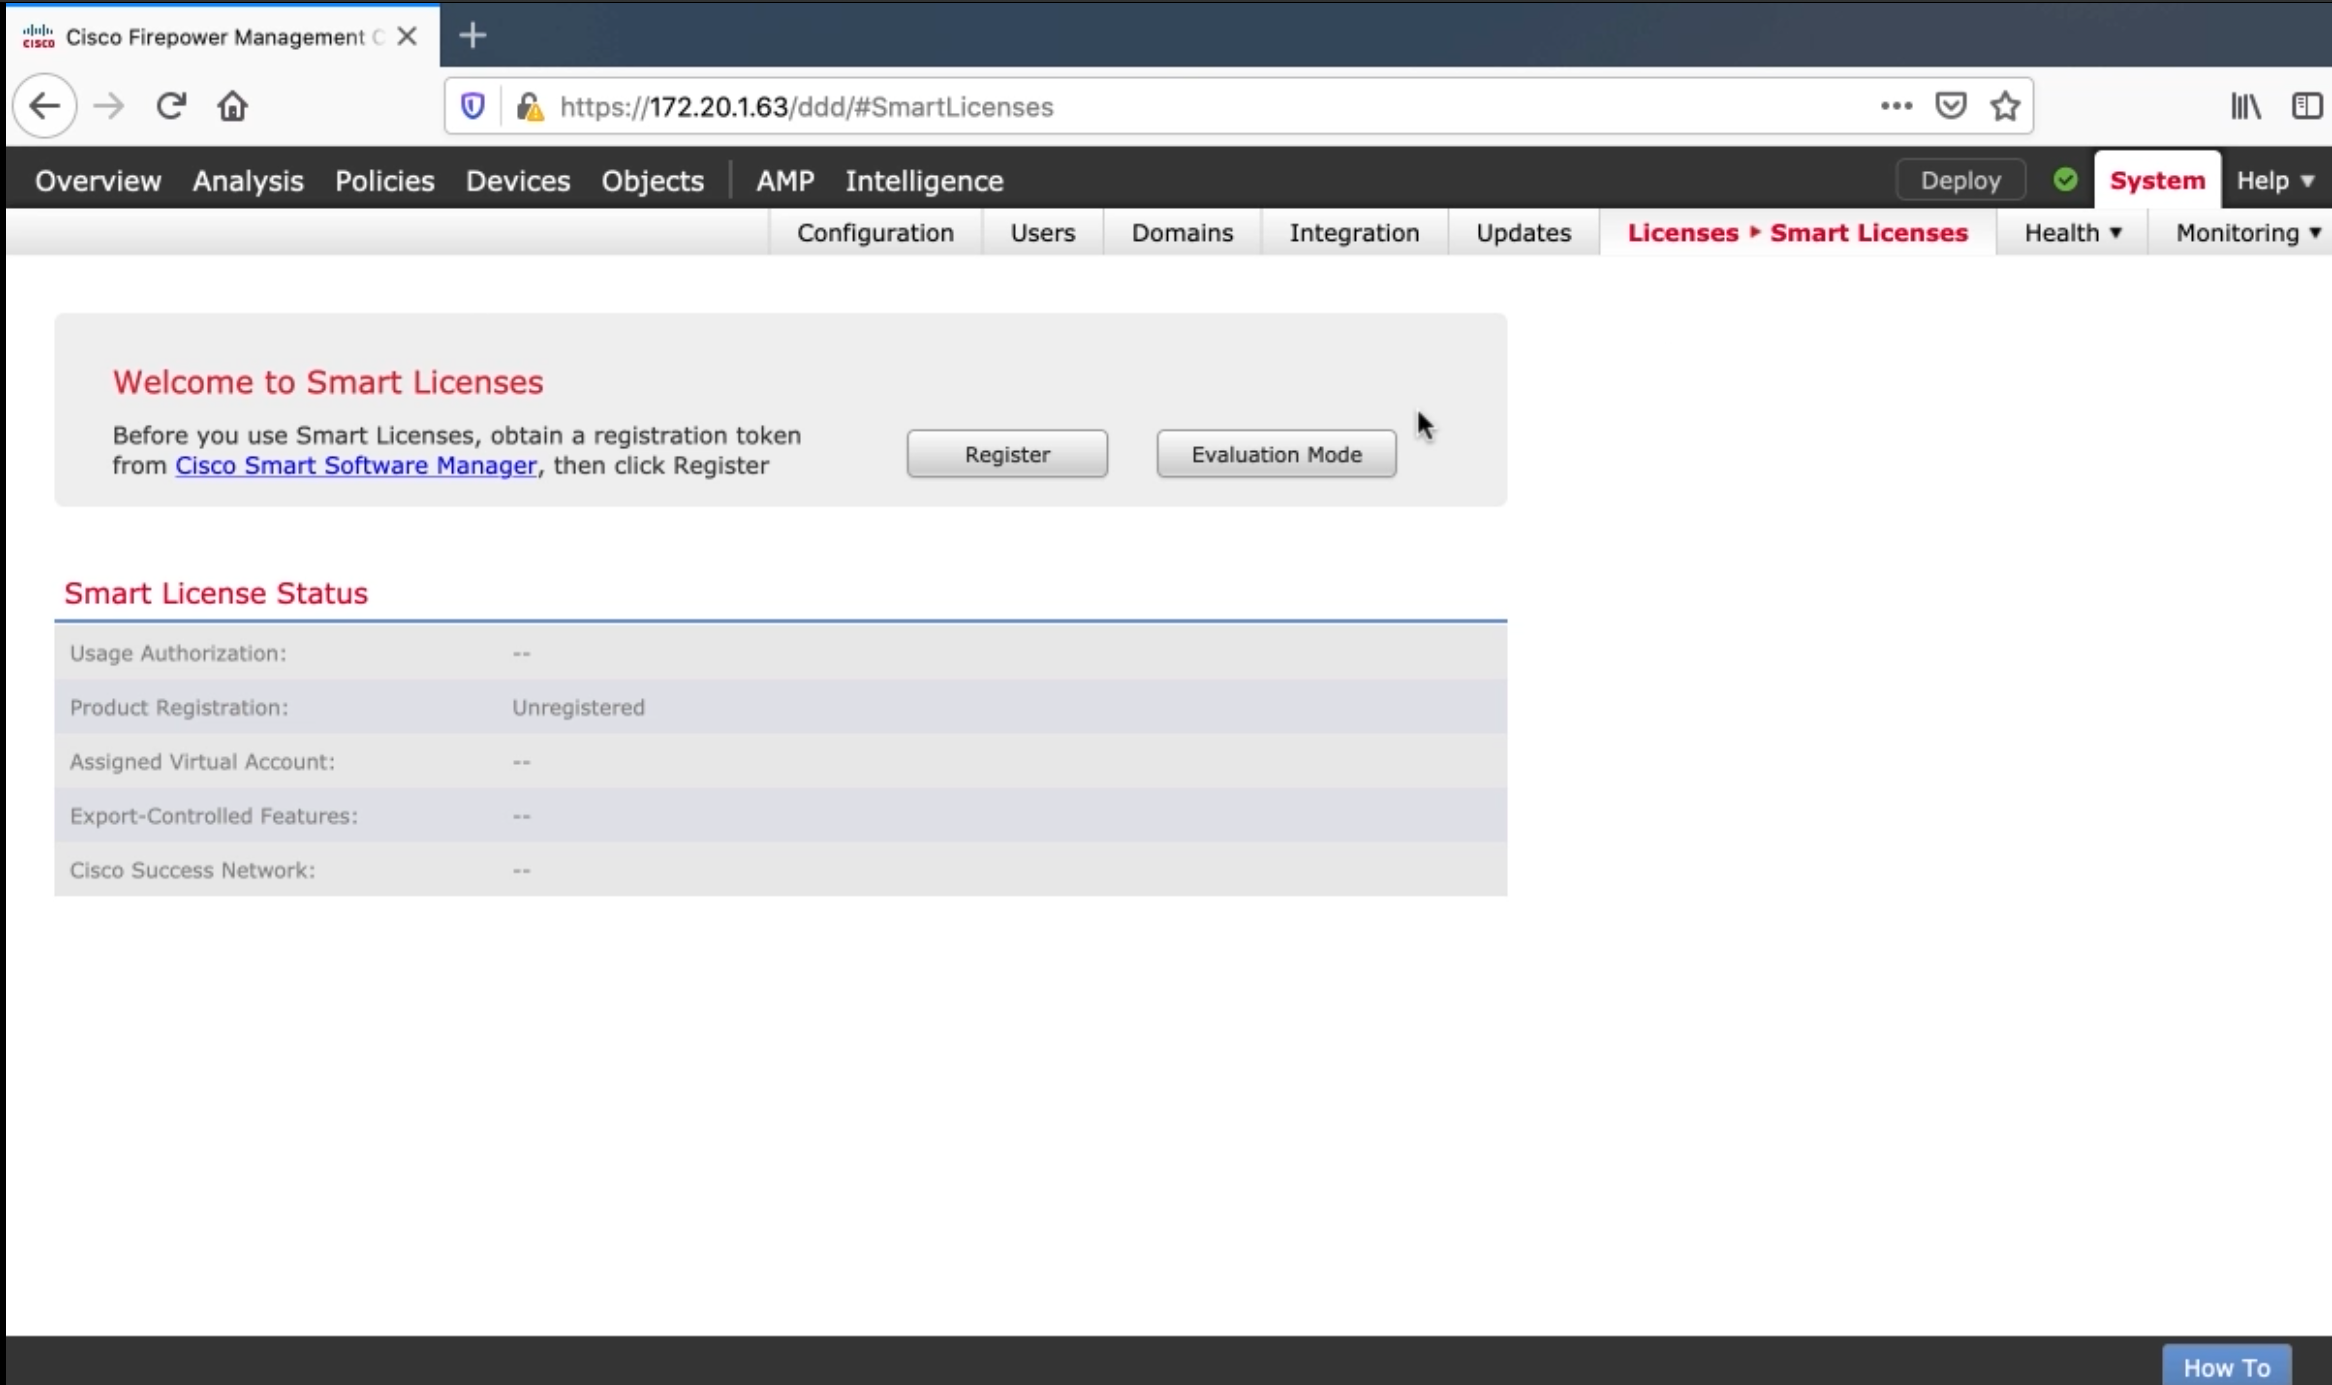 CISCO Cisco Firepower Management C
https://172.20.1.63/ddd/#SmartLicenses
Overview Analysis Policies Devices Objects AMP Intelligence Deploy System Help
Configuration Users Domains Integration Updates Licenses ▸ Smart Licenses Health Monitoring
Welcome to Smart Licenses
Before you use Smart Licenses, obtain a registration token
from Cisco Smart Software Manager, then click Register
Register Evaluation Mode
Smart License Status
Usage Authorization: --
Product Registration: Unregistered
Assigned Virtual Account: --
Export-Controlled Features: --
Cisco Success Network: --
How To